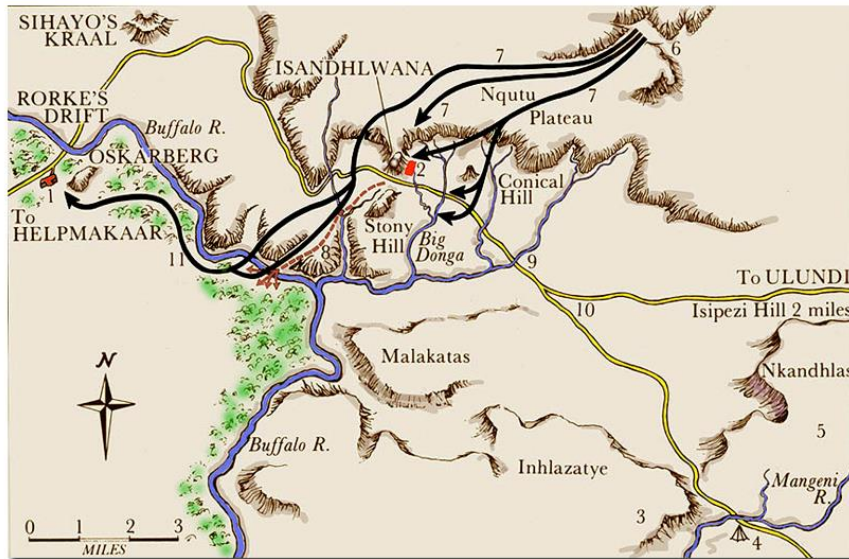 SIHAYO'S
KRAAL
ISANDHLWANA
7
6
7
7
Nqutu
Plateau
RORKE'S
DRIFT
Buffalo R.
OSKARBERG
1
2
To
HELPMAKAAR
Conical
Hill
Stony
Hill
Big
Donga
8
9
11
To ULUNDI
10
Isipezi Hill 2 miles
N
Malakatas
Nkandhlas
5
Buffalo R.
Inhlazatye
Mangeni
R.
3
4
0 1 2 3
MILES